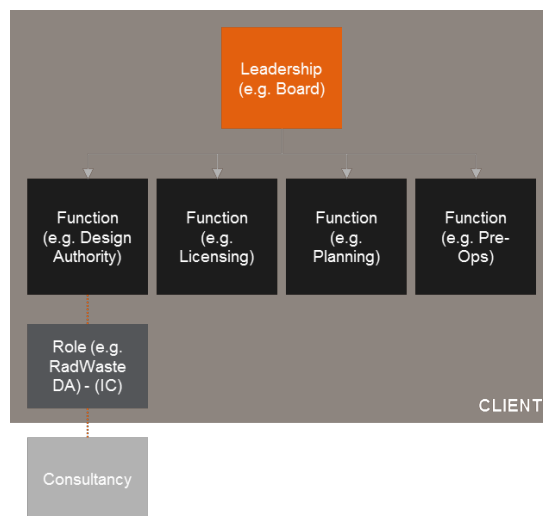 Leadership
(e.g. Board)
Function
(e.g. Design
Authority)
Function
(e.g.
Licensing)
Function
(e.g.
Planning)
Function
(e.g. Pre-
Ops)
Role (e.g.
RadWaste
DA) - (IC)
CLIENT
Consultancy